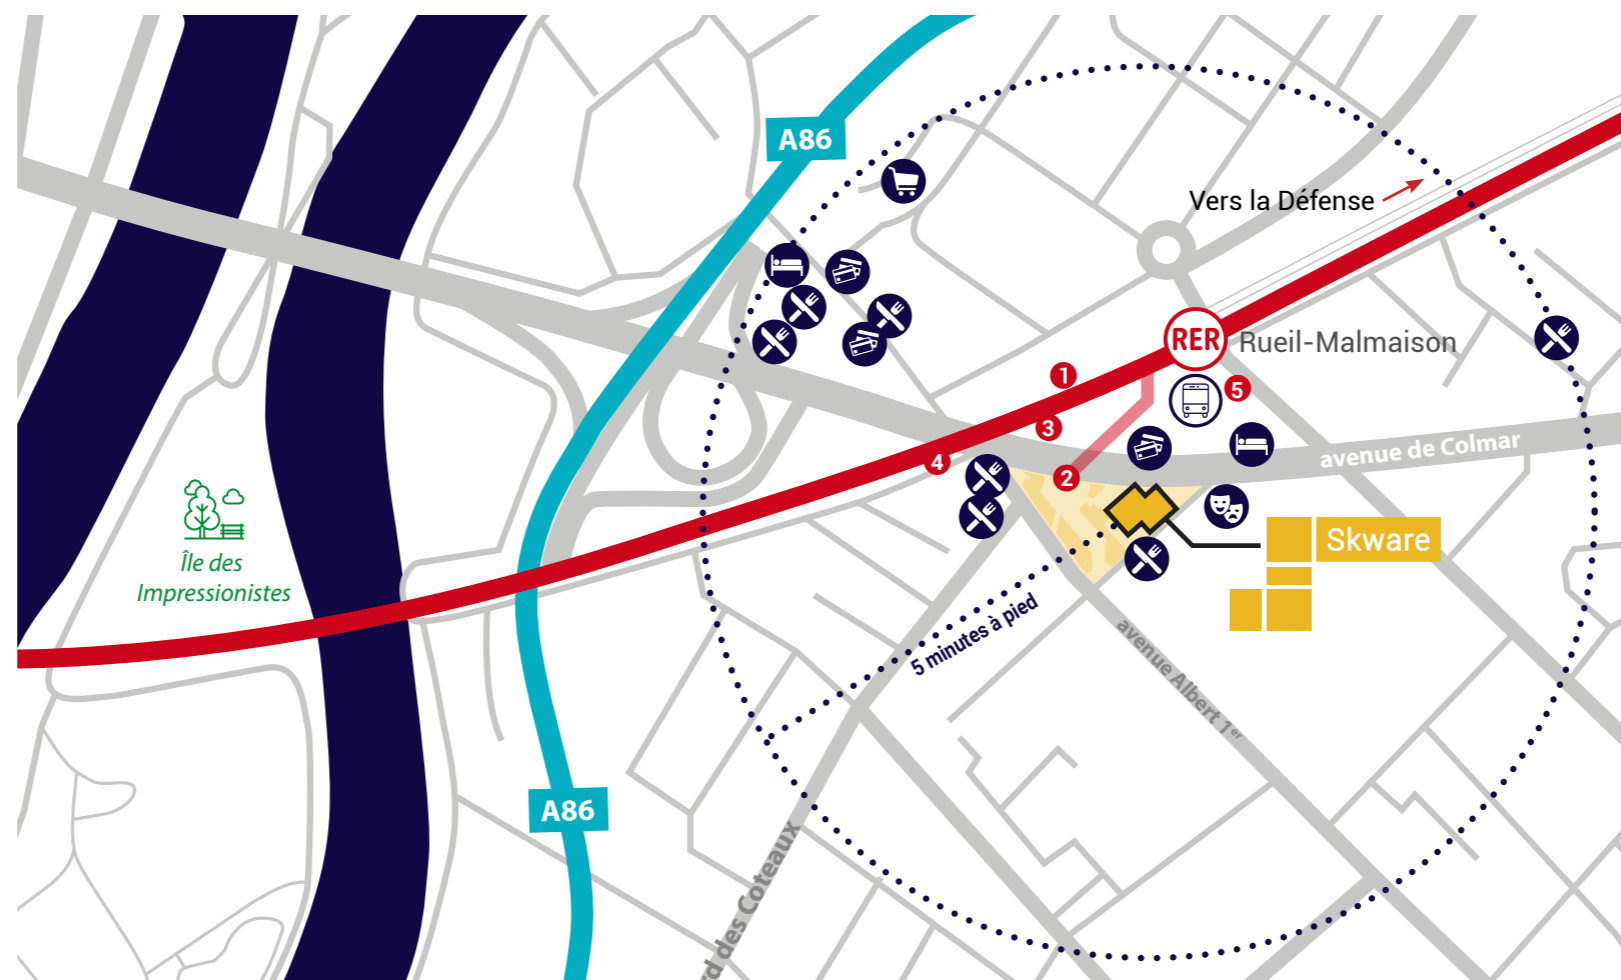 A86
Vers la Défense
RER
Rueil-Malmaison
1
5
3
4
2
avenue de Colmar
Skware
Île des
Impressionistes
5 minutes à pied
avenue Albert 1er
A86
rd des Coteaux